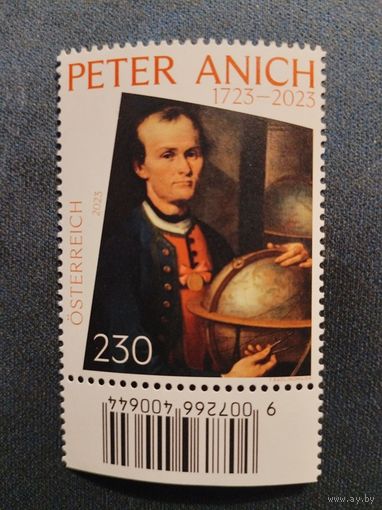 PETER ANICH
1723–2023
ÖSTERREICH
2023
230
9 007266 400644
www.ay.by